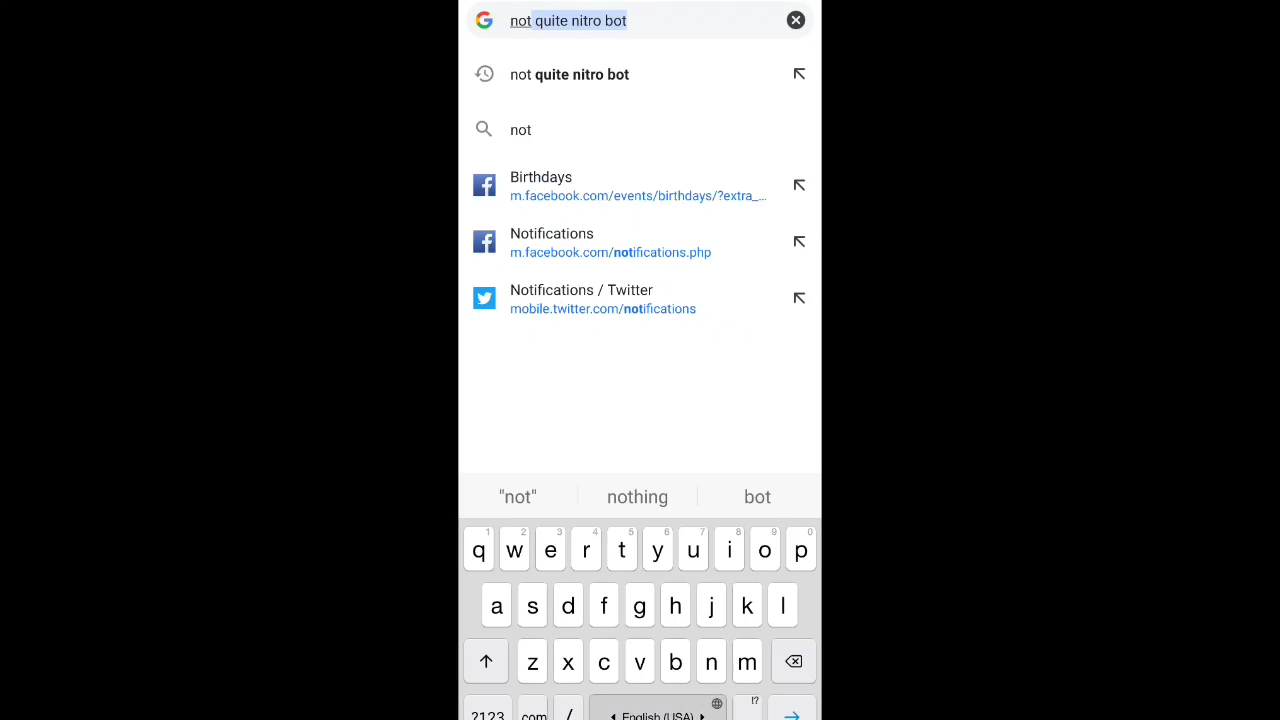 not quite nitro bot
not quite nitro bot
not
Birthdays
m.facebook.com/events/birthdays/?extra_...
Notifications
m.facebook.com/notifications.php
Notifications / Twitter
mobile.twitter.com/notifications
"not" nothing bot
1 2 3 4 5 6 7 8 9 0
q w e r t y u i o p
a s d f g h j k l
z x c v b n m
!?
?123 .com / English (USA)